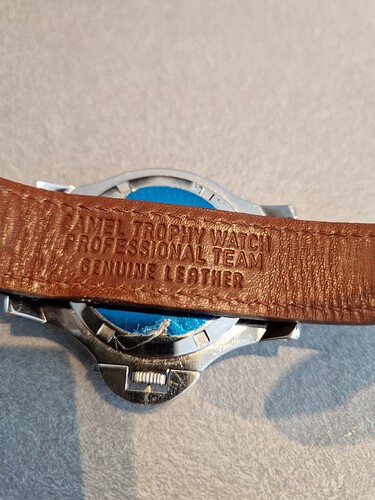 CAMEL TROPHY WATCH
PROFESSIONAL TEAM
GENUINE LEATHER